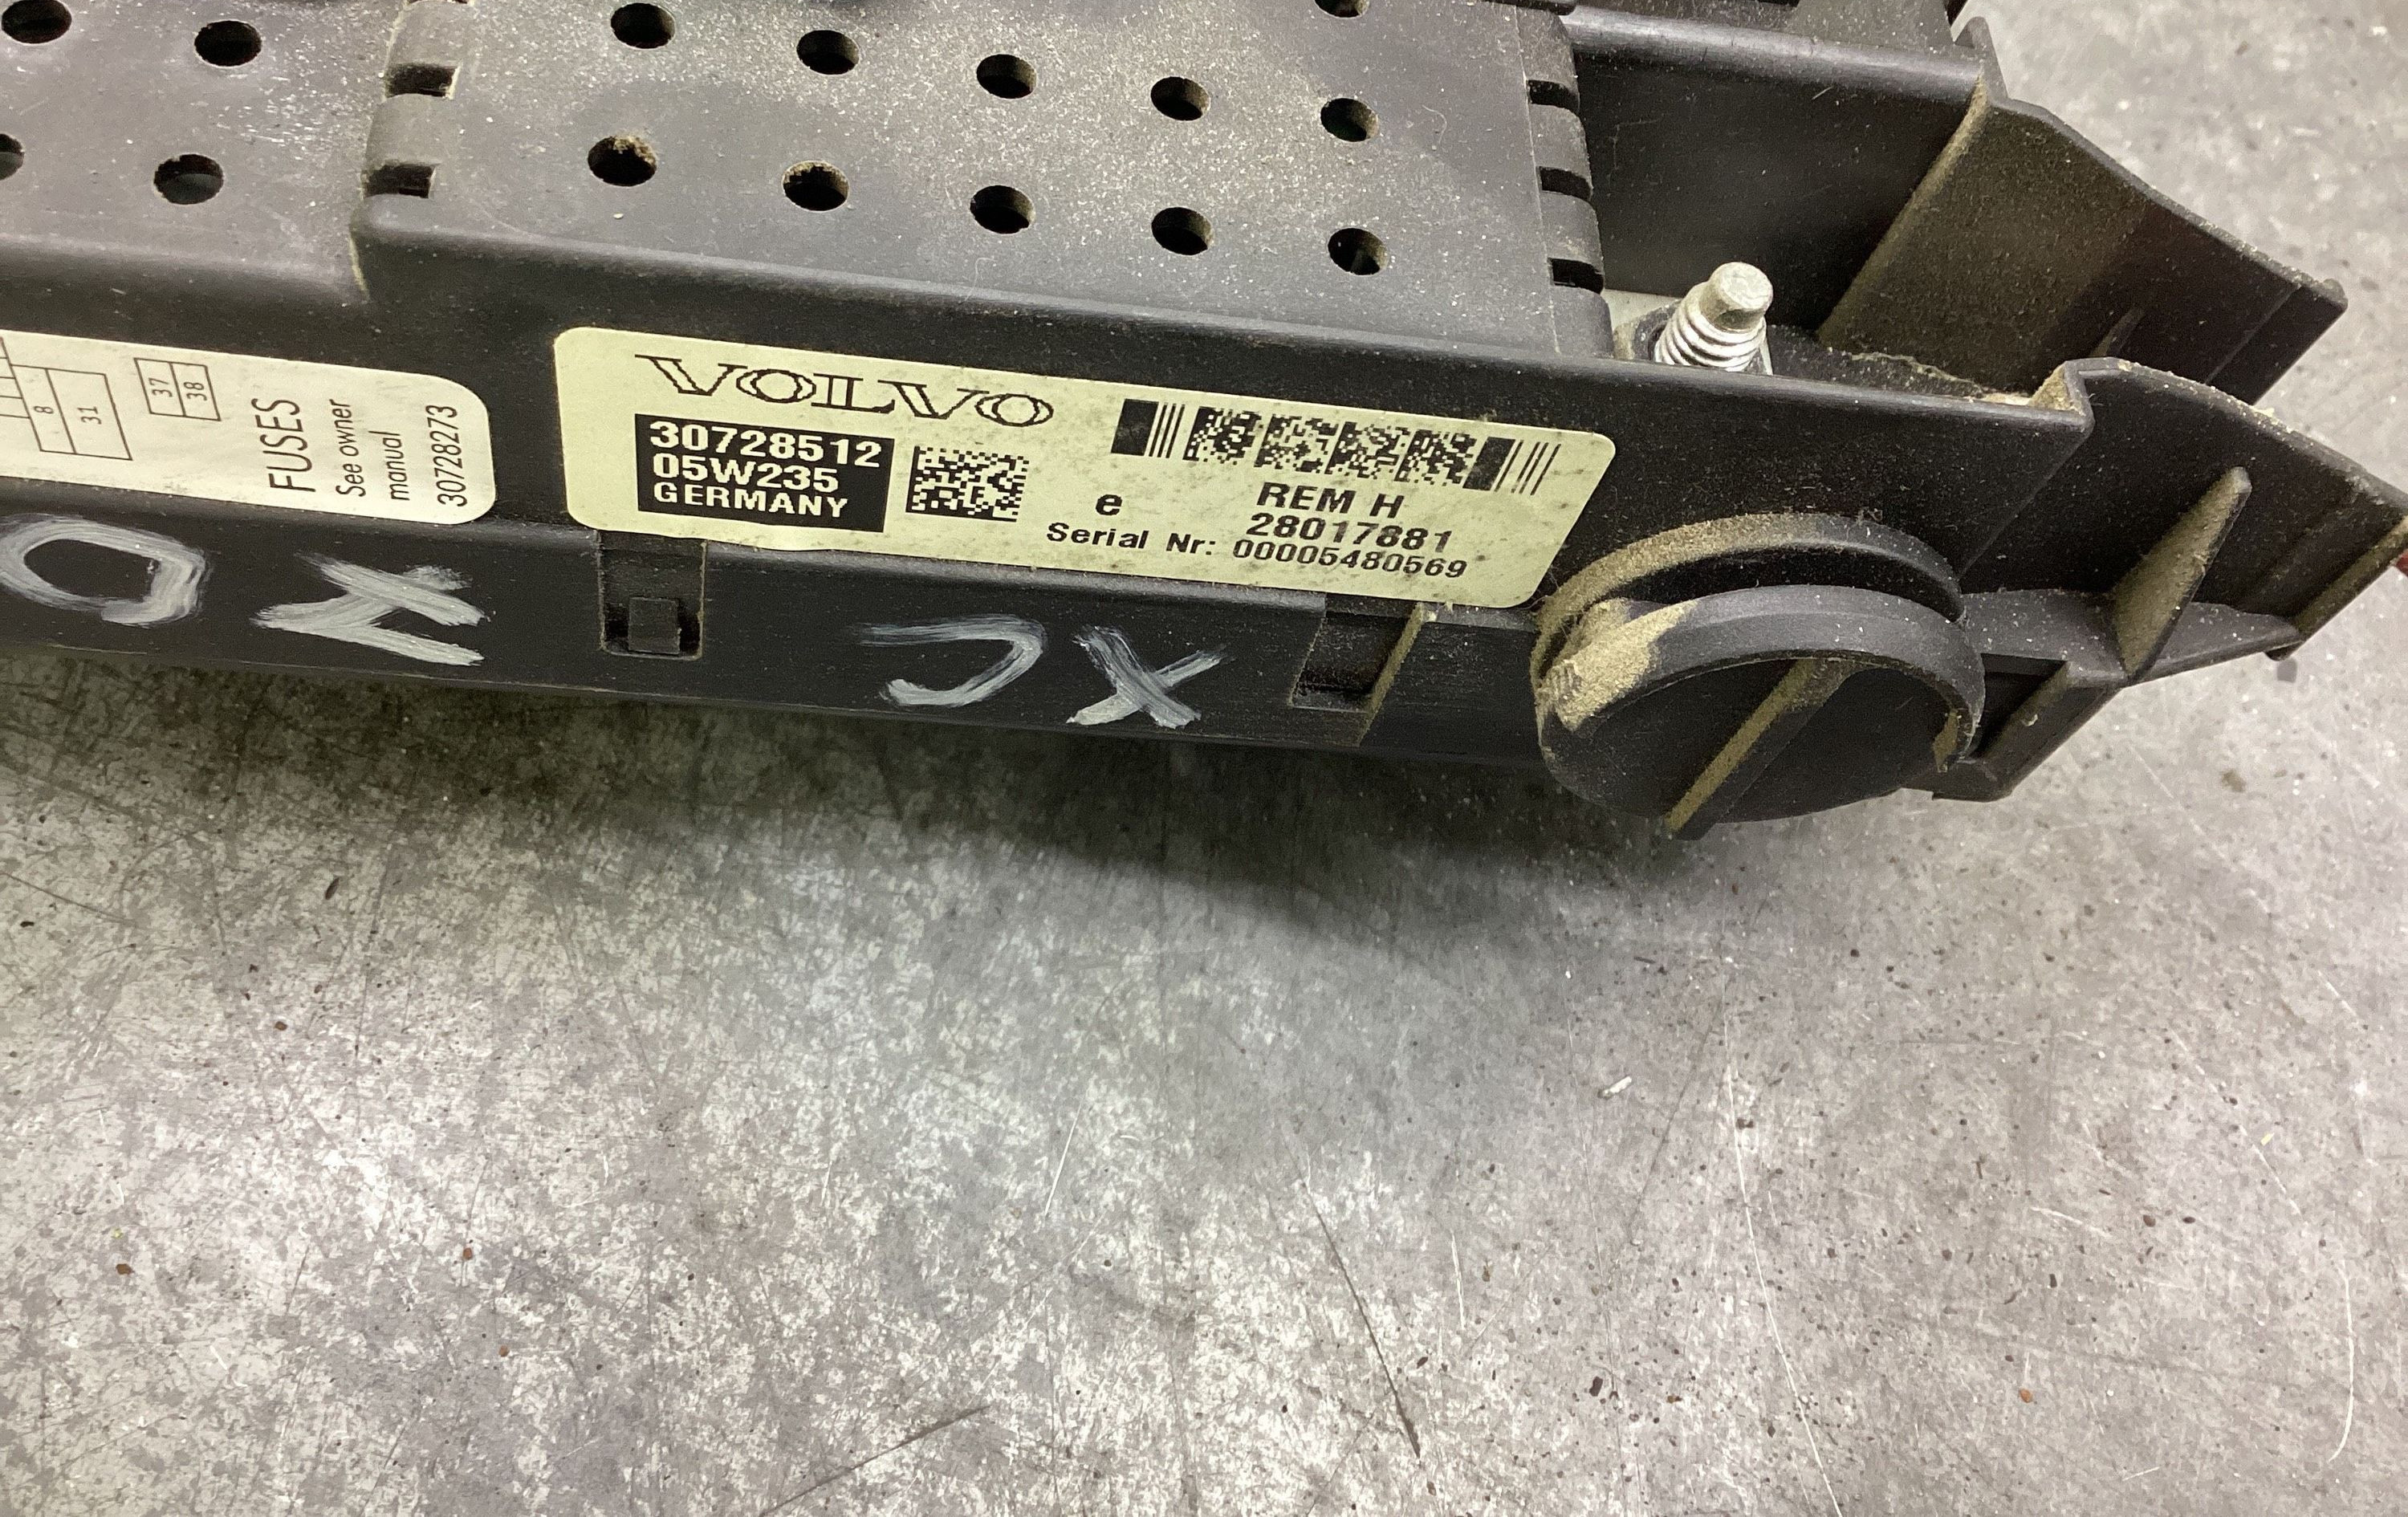 8
31
37
38
FUSES
See owner
manual
30728273
VOLVO
30728512
05W235
GERMANY
e
REM H
28017881
Serial Nr: 00005480569
XC